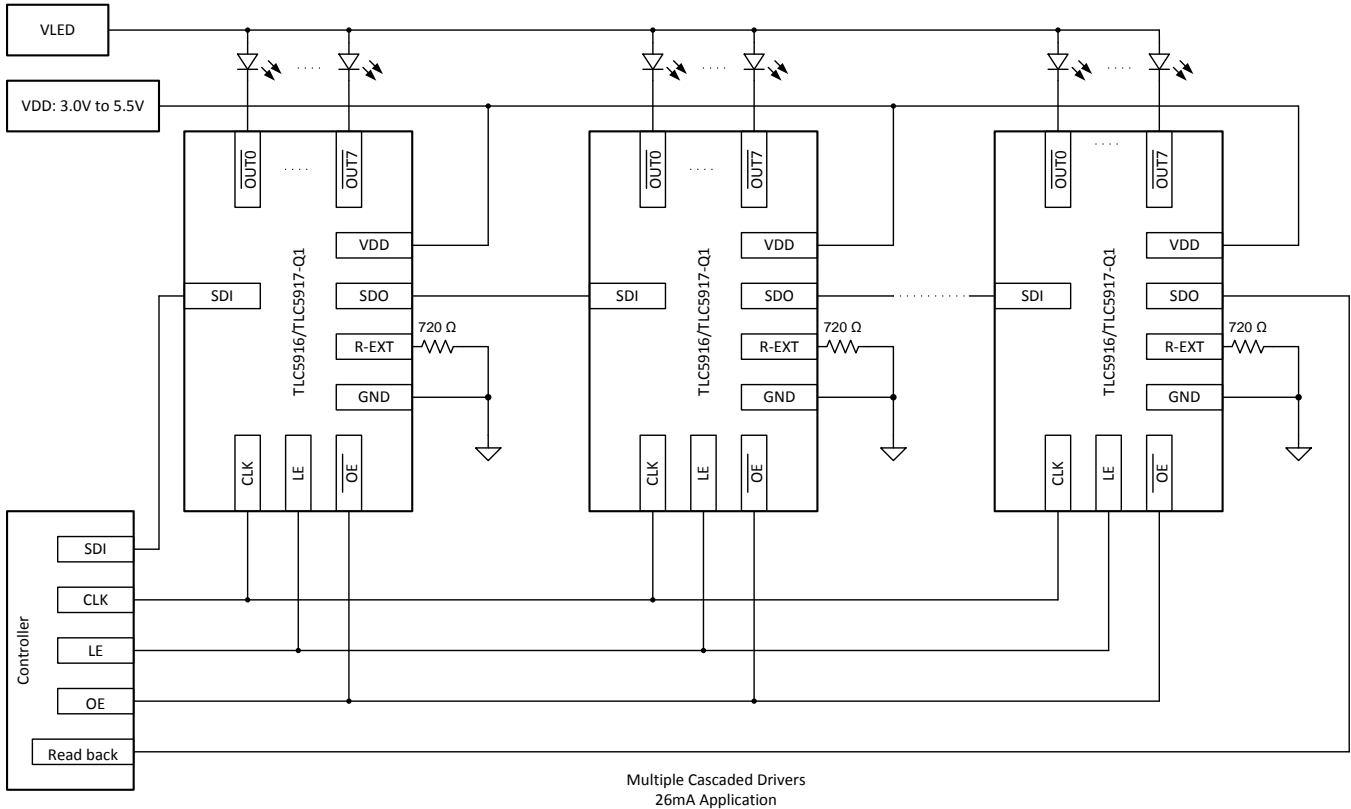 VLED
VDD: 3.0V to 5.5V
OUT0
OUT7
VDD
SDI
SDO
R-EXT
720 Ω
GND
CLK
LE
OE
TLC5916/TLC5917-Q1
OUT0
OUT7
VDD
SDI
SDO
R-EXT
720 Ω
GND
CLK
LE
OE
TLC5916/TLC5917-Q1
OUT0
OUT7
VDD
SDI
SDO
R-EXT
720 Ω
GND
CLK
LE
OE
TLC5916/TLC5917-Q1
Controller
SDI
CLK
LE
OE
Read back
Multiple Cascaded Drivers
26mA Application